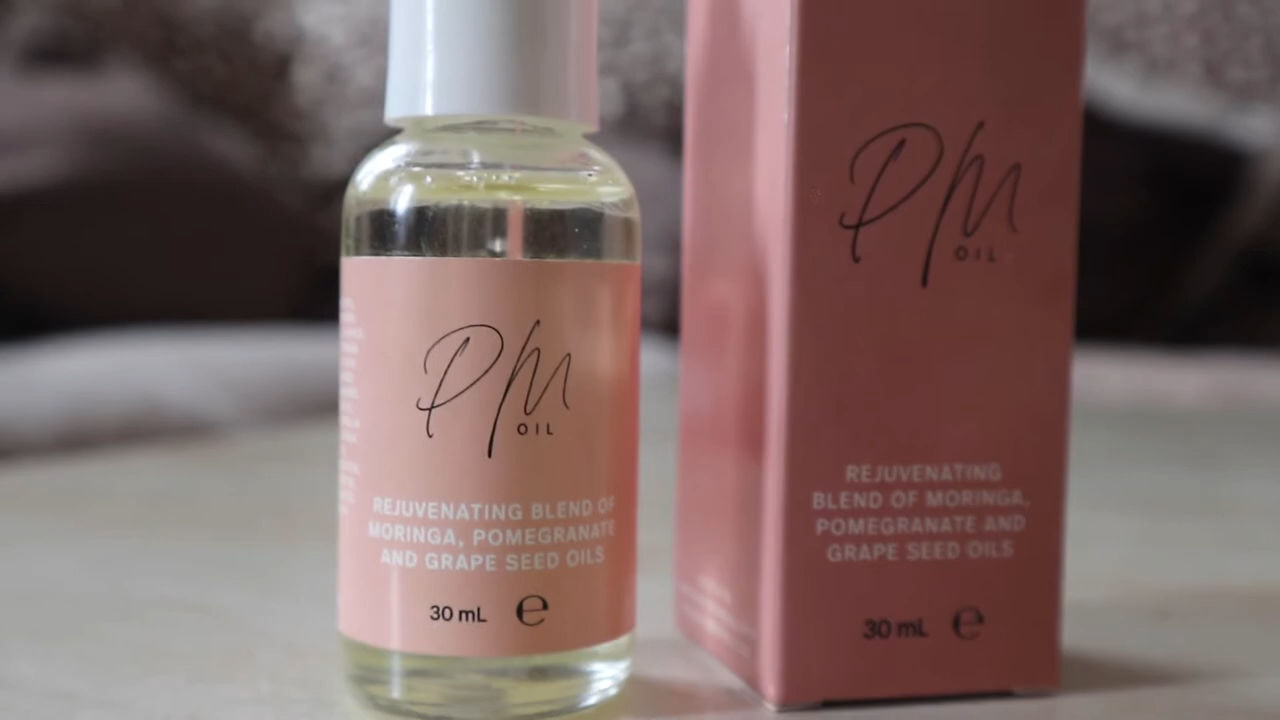 PM
OIL
REJUVENATING BLEND OF
MORINGA, POMEGRANATE
AND GRAPE SEED OILS
30 mL ℮
PM
OIL
REJUVENATING
BLEND OF MORINGA,
POMEGRANATE AND
GRAPE SEED OILS
30 mL ℮